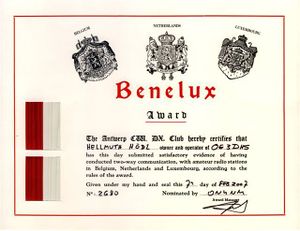 BELGIUM
NETHERLANDS
LUXEMBOURG
Benelux
Award
The Antwerp CW. DX. Club hereby certifies that
HELLMUTH HÖDL owner and operator of
has this day submitted satisfactory evidence of having
conducted two-way communication, with amateur radio stations
in Belgium, Netherlands and Luxembourg, according to
the rules of the award.
Given under my hand and seal this day of FEB 2007
No. 2630 Nominated by
Award Manager